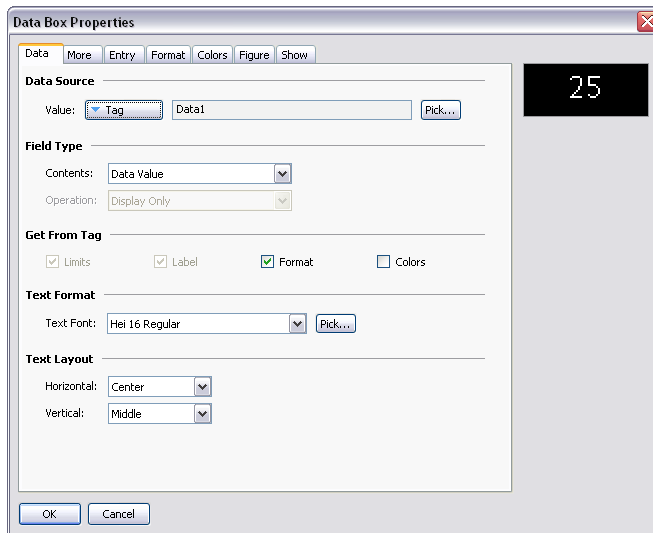 Data Box Properties
Data More Entry Format Colors Figure Show
25
Data Source
Value: Tag Data1 Pick...
Field Type
Contents: Data Value
Operation: Display Only
Get From Tag
Limits Label Format Colors
Text Format
Text Font: Hei 16 Regular Pick...
Text Layout
Horizontal: Center
Vertical: Middle
OK Cancel